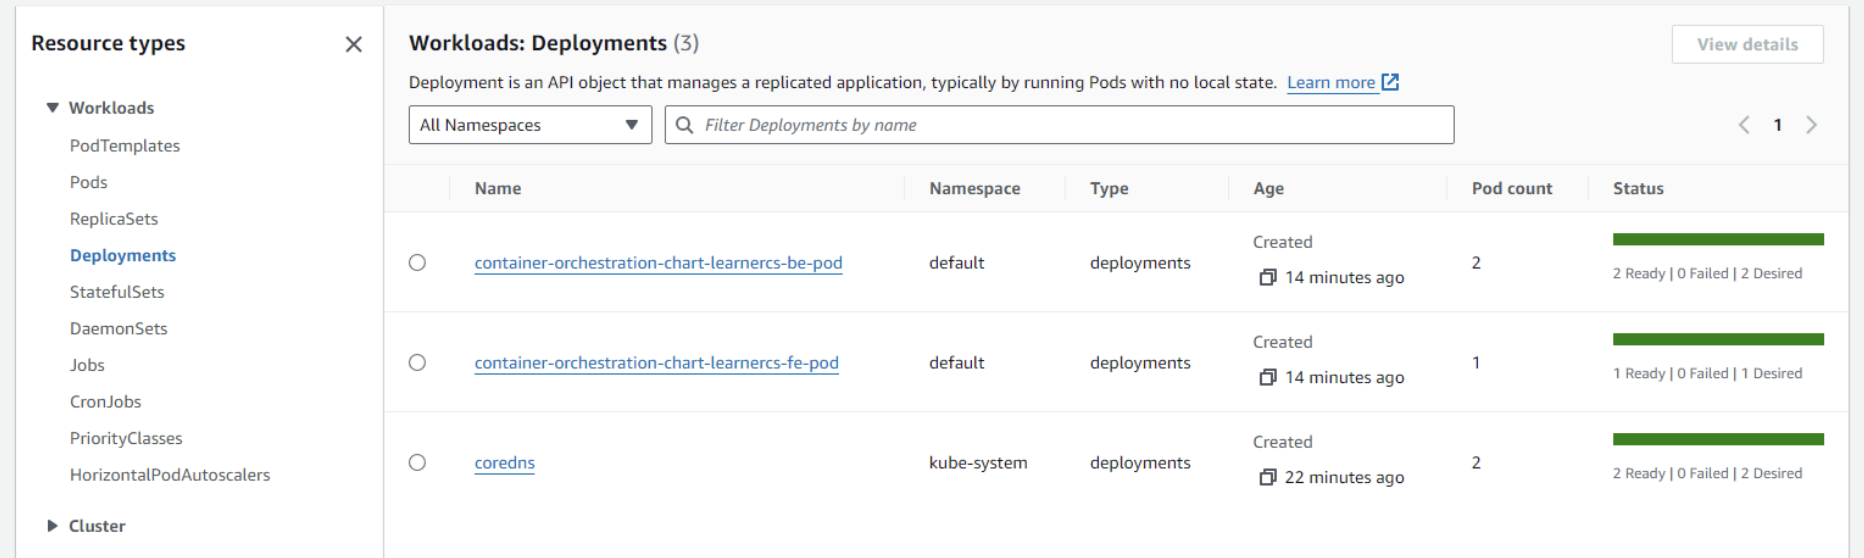 Resource types
Workloads
PodTemplates
Pods
ReplicaSets
Deployments
StatefulSets
DaemonSets
Jobs
CronJobs
PriorityClasses
HorizontalPodAutoscalers
Cluster
Workloads: Deployments (3)
View details
Deployment is an API object that manages a replicated application, typically by running Pods with no local state. Learn more
All Namespaces
Filter Deployments by name
1
Name Namespace Type Age Pod count Status
container-orchestration-chart-learnercs-be-pod default deployments Created 14 minutes ago 2 2 Ready | 0 Failed | 2 Desired
container-orchestration-chart-learnercs-fe-pod default deployments Created 14 minutes ago 1 1 Ready | 0 Failed | 1 Desired
coredns kube-system deployments Created 22 minutes ago 2 2 Ready | 0 Failed | 2 Desired